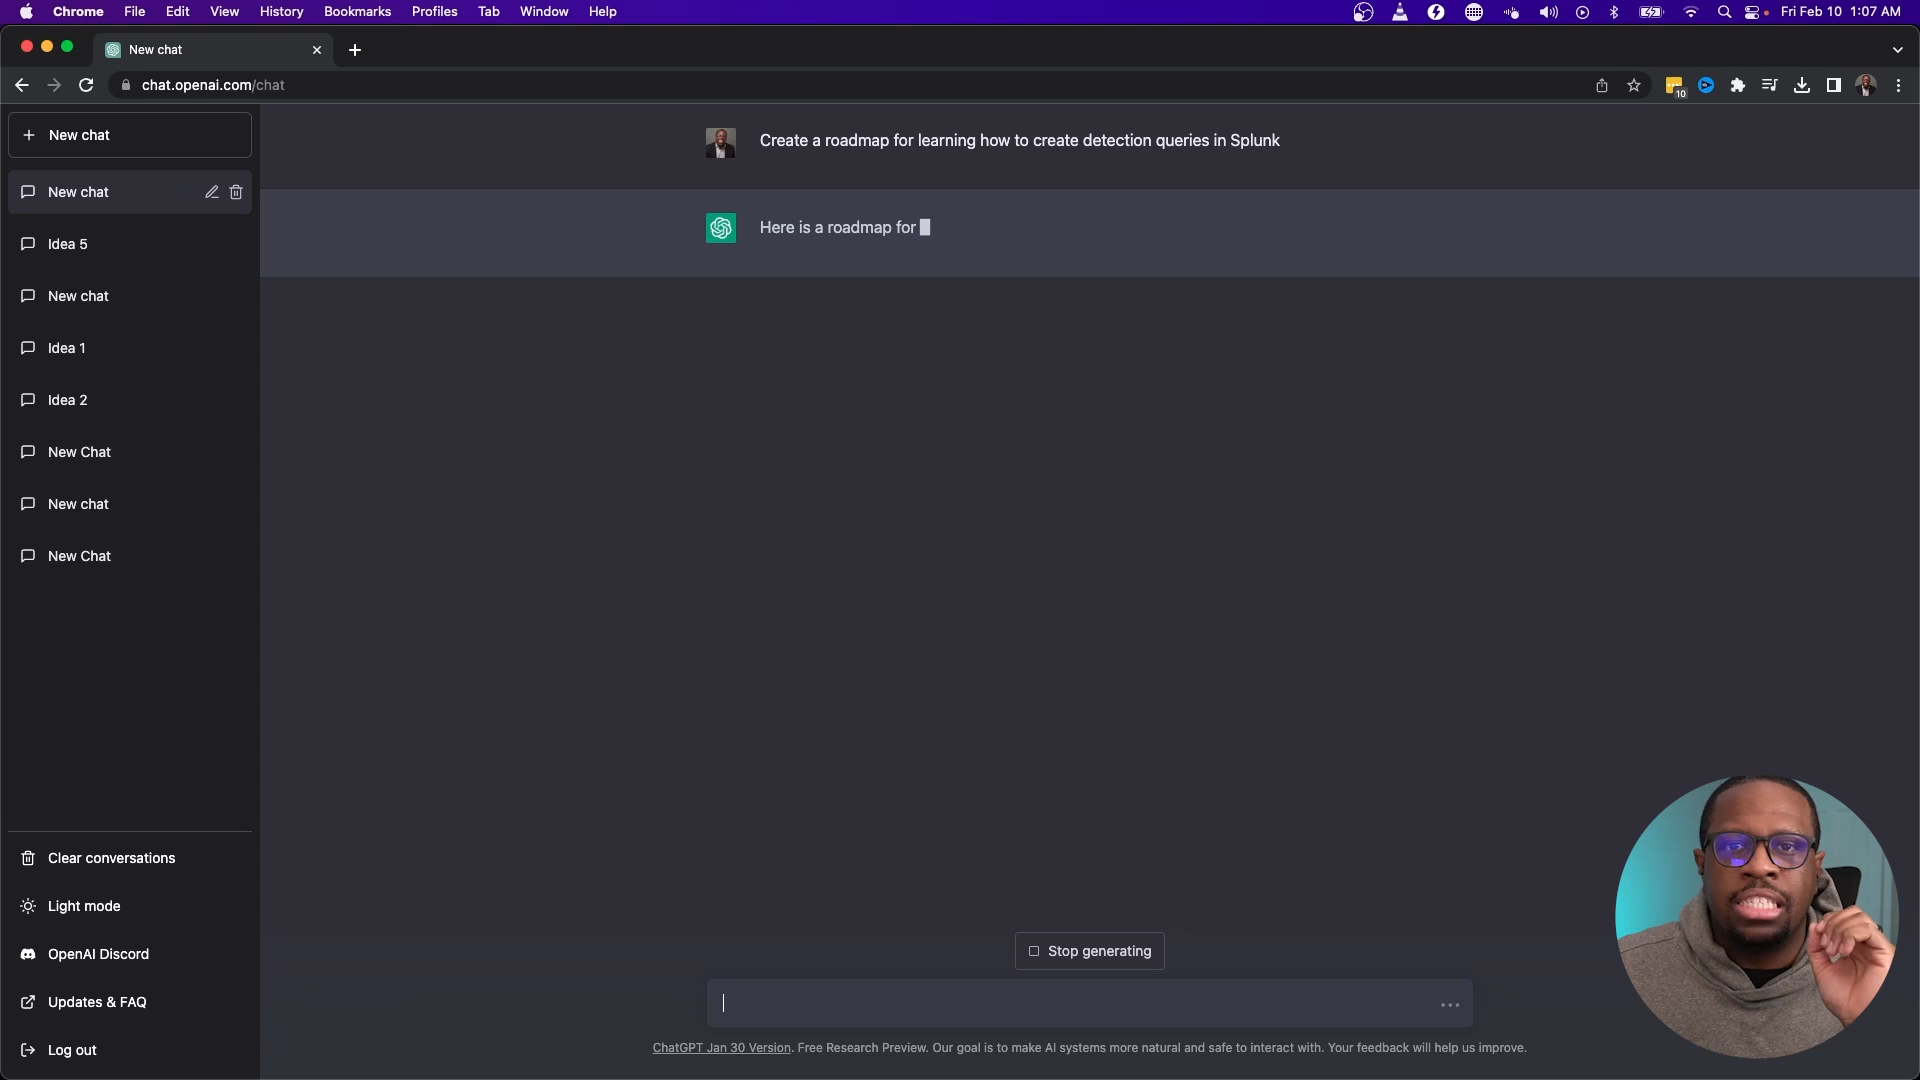 Chrome File Edit View History Bookmarks Profiles Tab Window Help
Fri Feb 10 1:07 AM
New chat
chat.openai.com/chat
10
New chat
New chat
Idea 5
New chat
Idea 1
Idea 2
New Chat
New chat
New Chat
Clear conversations
Light mode
OpenAI Discord
Updates & FAQ
Log out
Create a roadmap for learning how to create detection queries in Splunk
Here is a roadmap for
Stop generating
ChatGPT Jan 30 Version. Free Research Preview. Our goal is to make AI systems more natural and safe to interact with. Your feedback will help us improve.